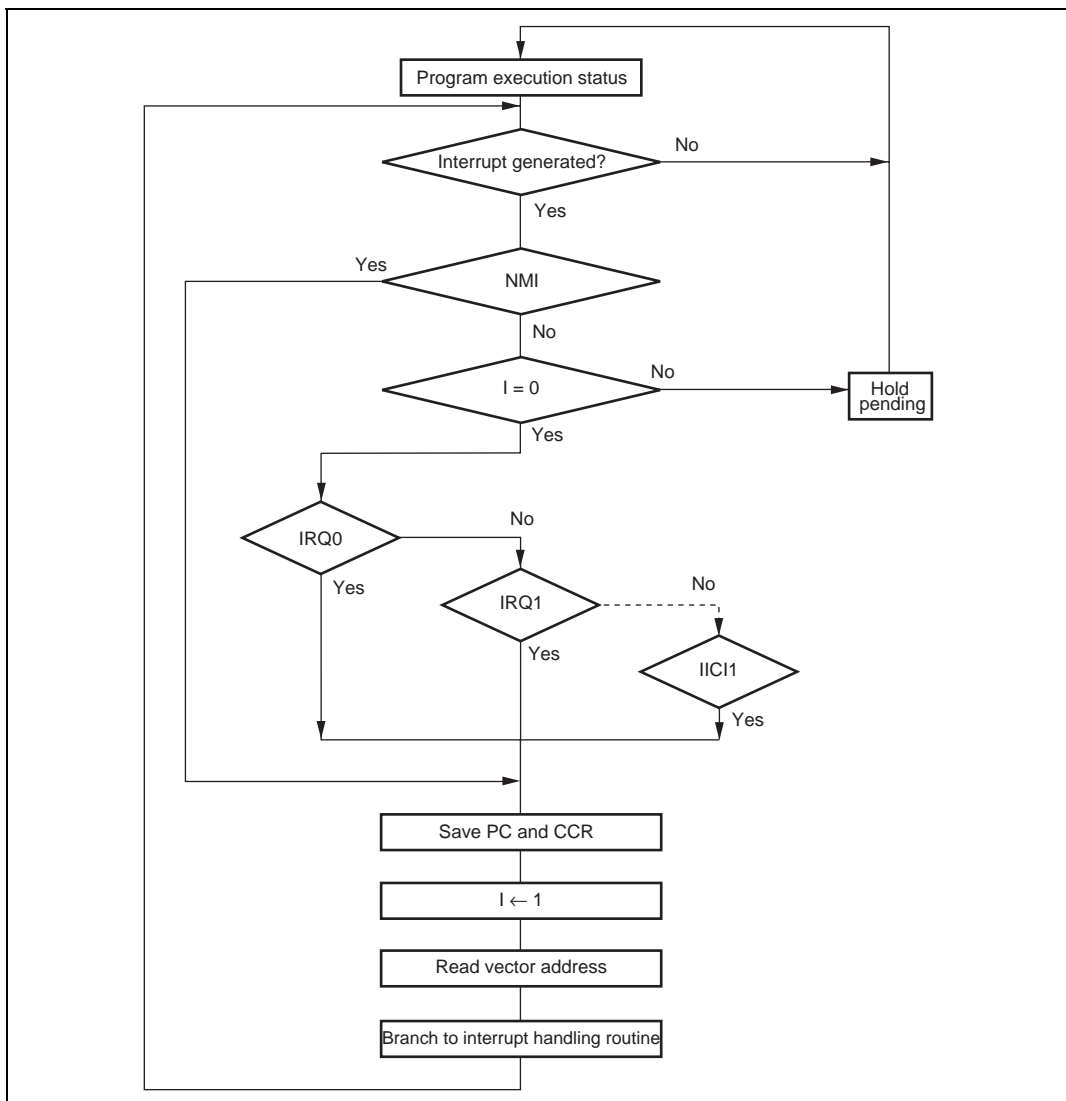 Program execution status
Interrupt generated?
No
Yes
Yes
NMI
No
I = 0
No
Hold
pending
Yes
IRQ0
No
Yes
IRQ1
No
Yes
IICI1
Yes
Save PC and CCR
I ← 1
Read vector address
Branch to interrupt handling routine